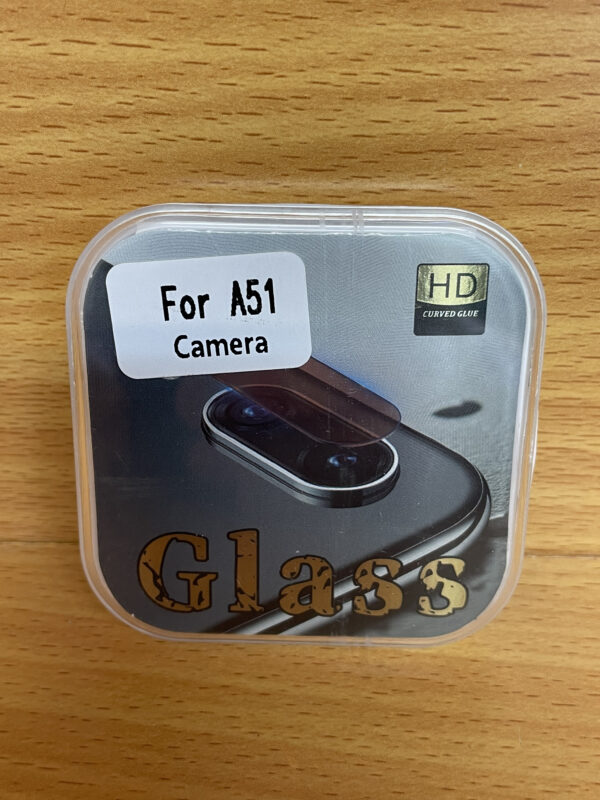 For A51
Camera
HD
CURVED GLUE
Glass